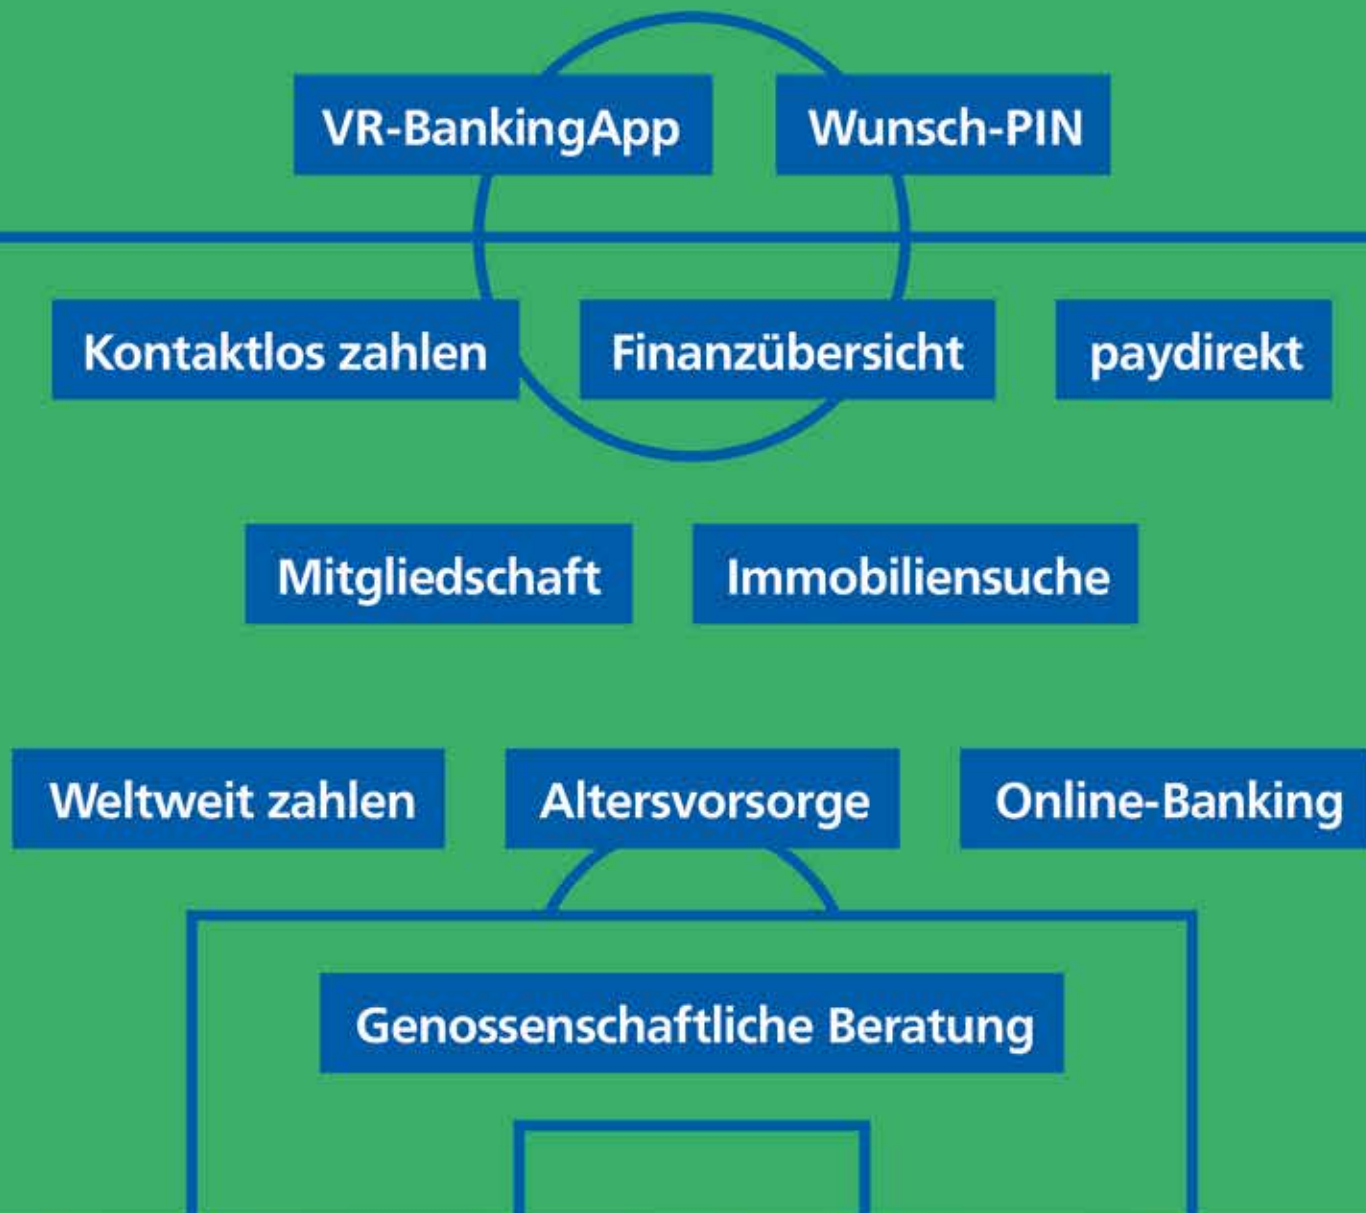 VR-BankingApp
Wunsch-PIN
Kontaktlos zahlen
Finanzübersicht
paydirekt
Mitgliedschaft
Immobiliensuche
Weltweit zahlen
Altersvorsorge
Online-Banking
Genossenschaftliche Beratung